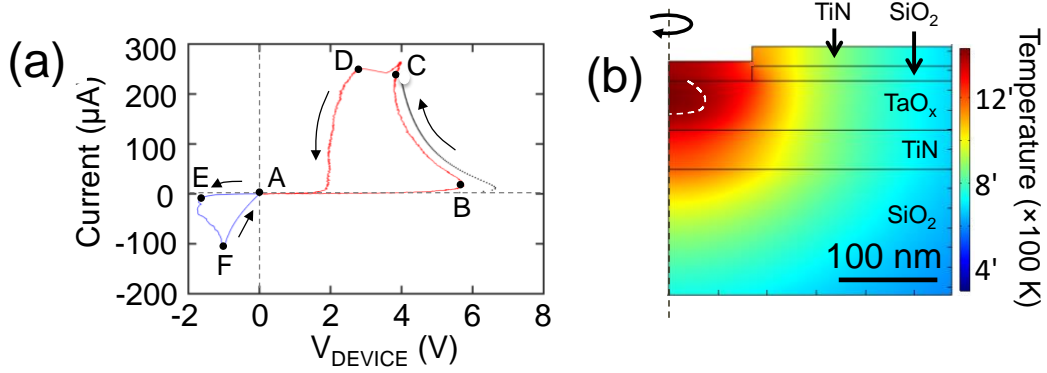 (a)
Current (μA)
300
200
100
0
-100
-200
-2
0
2
4
6
8
V_DEVICE (V)
A
B
C
D
E
F
(b)
TiN
SiO₂
TaOₓ
TiN
SiO₂
100 nm
12'
8'
4'
Temperature (×100 K)